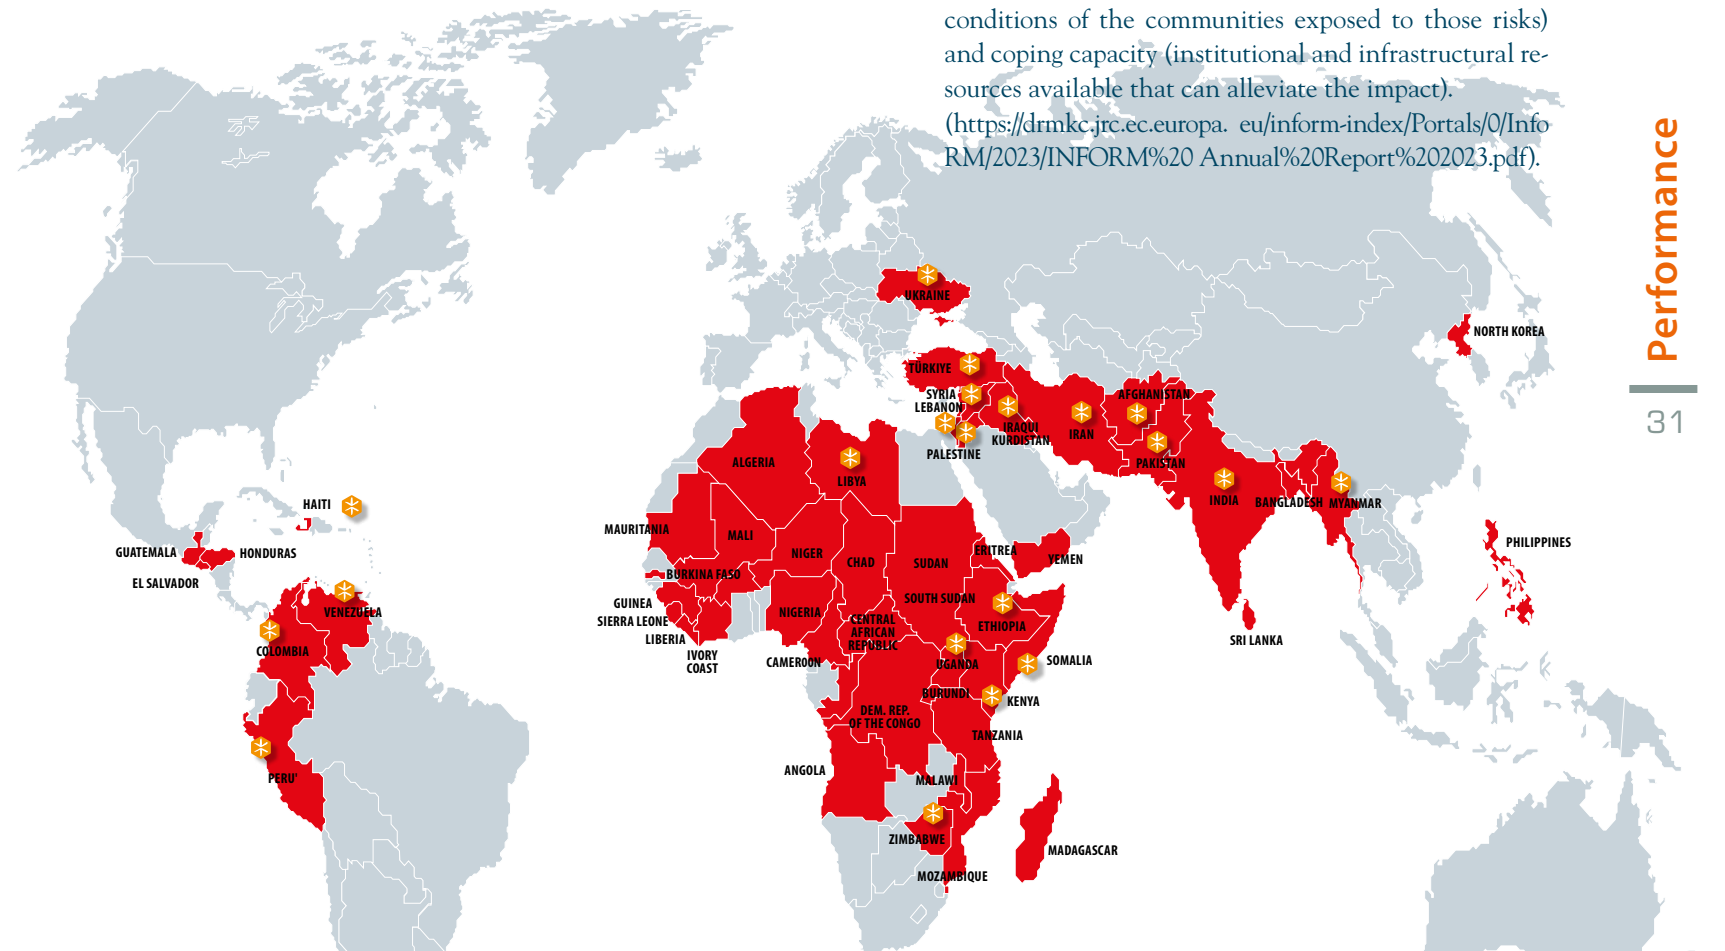 conditions of the communities exposed to those risks)
and coping capacity (institutional and infrastructural re-
sources available that can alleviate the impact).
(https://drmkc.jrc.ec.europa. eu/inform-index/Portals/0/Info
RM/2023/INFORM%20 Annual%20Report%202023.pdf).
Performance
31
UKRAINE
NORTH KOREA
TÜRKIYE
SYRIA
LEBANON
AFGHANISTAN
IRAQUI
KURDISTAN
IRAN
PALESTINE
PAKISTAN
ALGERIA
LIBYA
INDIA
BANGLADESH
MYANMAR
HAITI
MAURITANIA
MALI
NIGER
CHAD
SUDAN
ERITREA
YEMEN
PHILIPPINES
GUATEMALA
HONDURAS
EL SALVADOR
BURKINA FASO
GUINEA
SIERRA LEONE
LIBERIA
IVORY
COAST
NIGERIA
CENTRAL
AFRICAN
REPUBLIC
SOUTH SUDAN
ETHIOPIA
SRI LANKA
VENEZUELA
COLOMBIA
CAMEROON
UGANDA
SOMALIA
BURUNDI
KENYA
DEM. REP.
OF THE CONGO
TANZANIA
PERU'
ANGOLA
MALAWI
ZIMBABWE
MADAGASCAR
MOZAMBIQUE